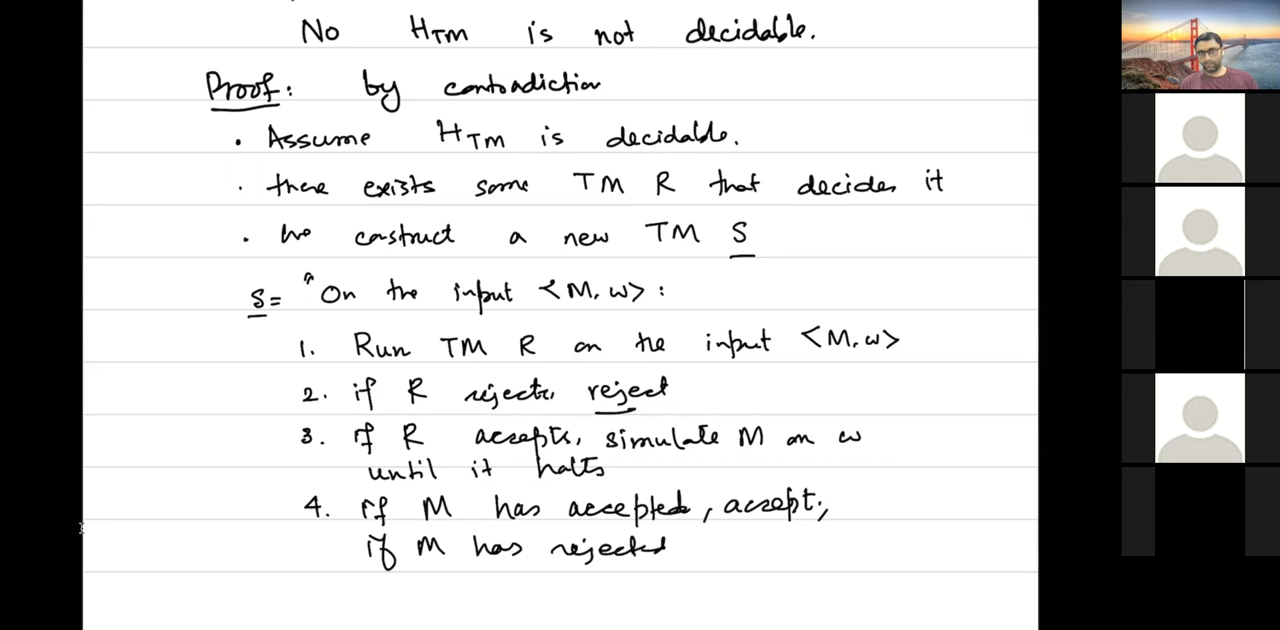 No HTM is not decidable.
Proof: by contradiction
• Assume HTM is decidable.
• there exists some TM R that decides it
• we construct a new TM S
S= "On the input <M, w> :
1. Run TM R on the input <M, w>
2. if R rejects, reject
3. if R accepts, simulate M on w
until it halts
4. if M has accepted, accept;
if M has rejected